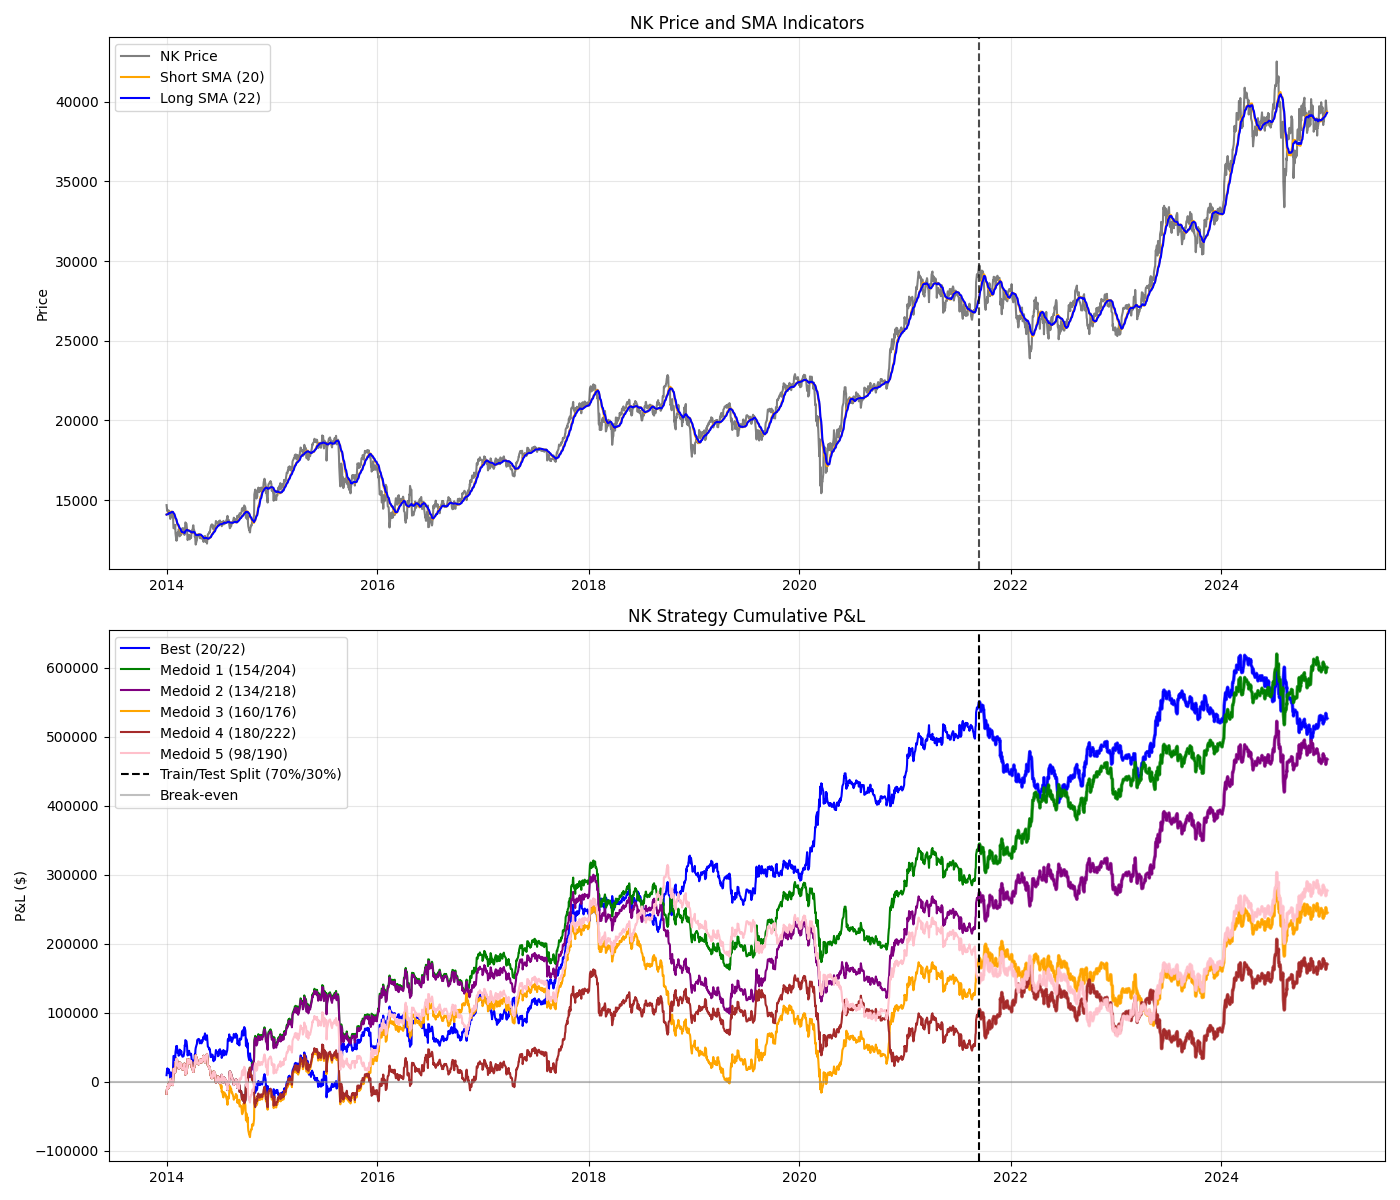 NK Price and SMA Indicators
NK Price
Short SMA (20)
Long SMA (22)
40000
35000
30000
25000
20000
15000
Price
2014 2016 2018 2020 2022 2024
NK Strategy Cumulative P&L
Best (20/22)
Medoid 1 (154/204)
Medoid 2 (134/218)
Medoid 3 (160/176)
Medoid 4 (180/222)
Medoid 5 (98/190)
Train/Test Split (70%/30%)
Break-even
600000
500000
400000
300000
200000
100000
0
−100000
P&L ($)
2014 2016 2018 2020 2022 2024